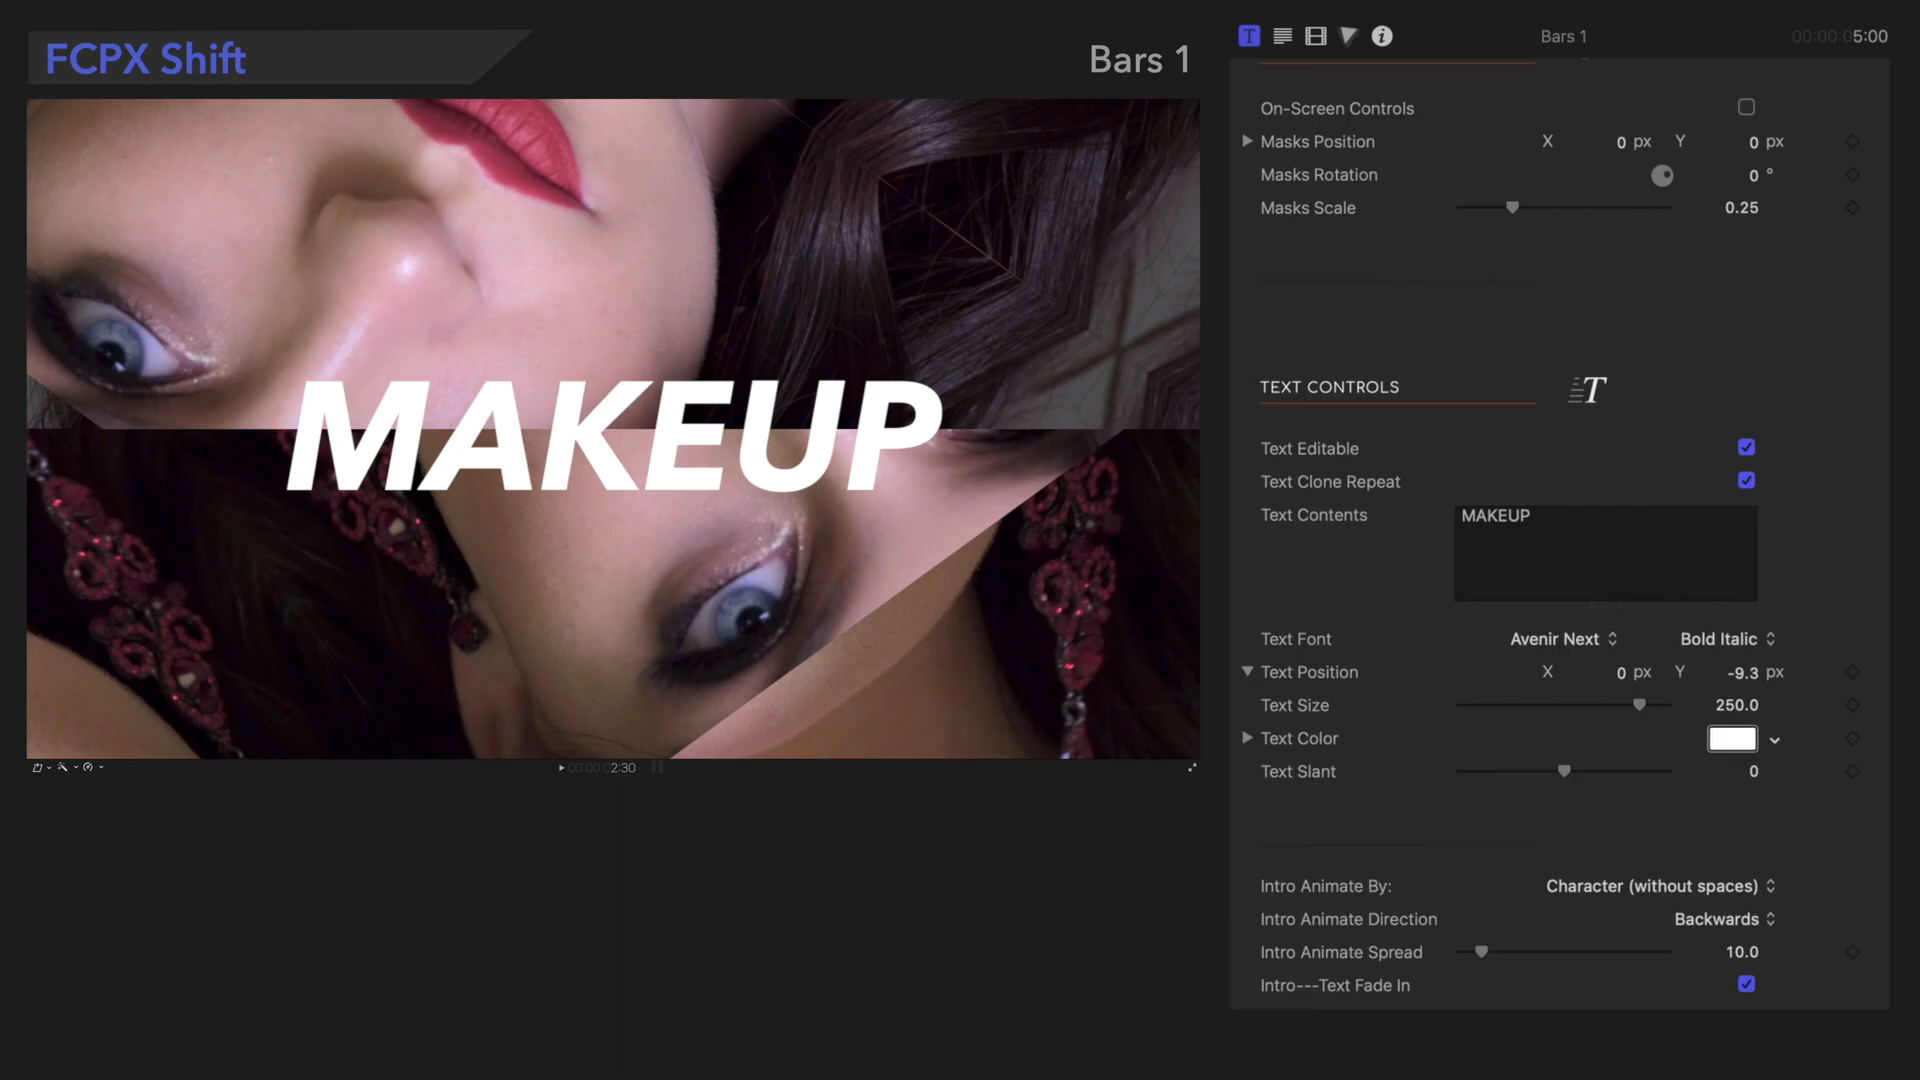 FCPX Shift
Bars 1
T
Bars 1
00:00:05:00
On-Screen Controls
Masks Position X 0 px Y 0 px
Masks Rotation 0 °
Masks Scale 0.25
TEXT CONTROLS T
Text Editable
Text Clone Repeat
Text Contents MAKEUP
Text Font Avenir Next Bold Italic
Text Position X 0 px Y -9.3 px
Text Size 250.0
Text Color
Text Slant 0
Intro Animate By: Character (without spaces)
Intro Animate Direction Backwards
Intro Animate Spread 10.0
Intro---Text Fade In
MAKEUP
00:00:02:30